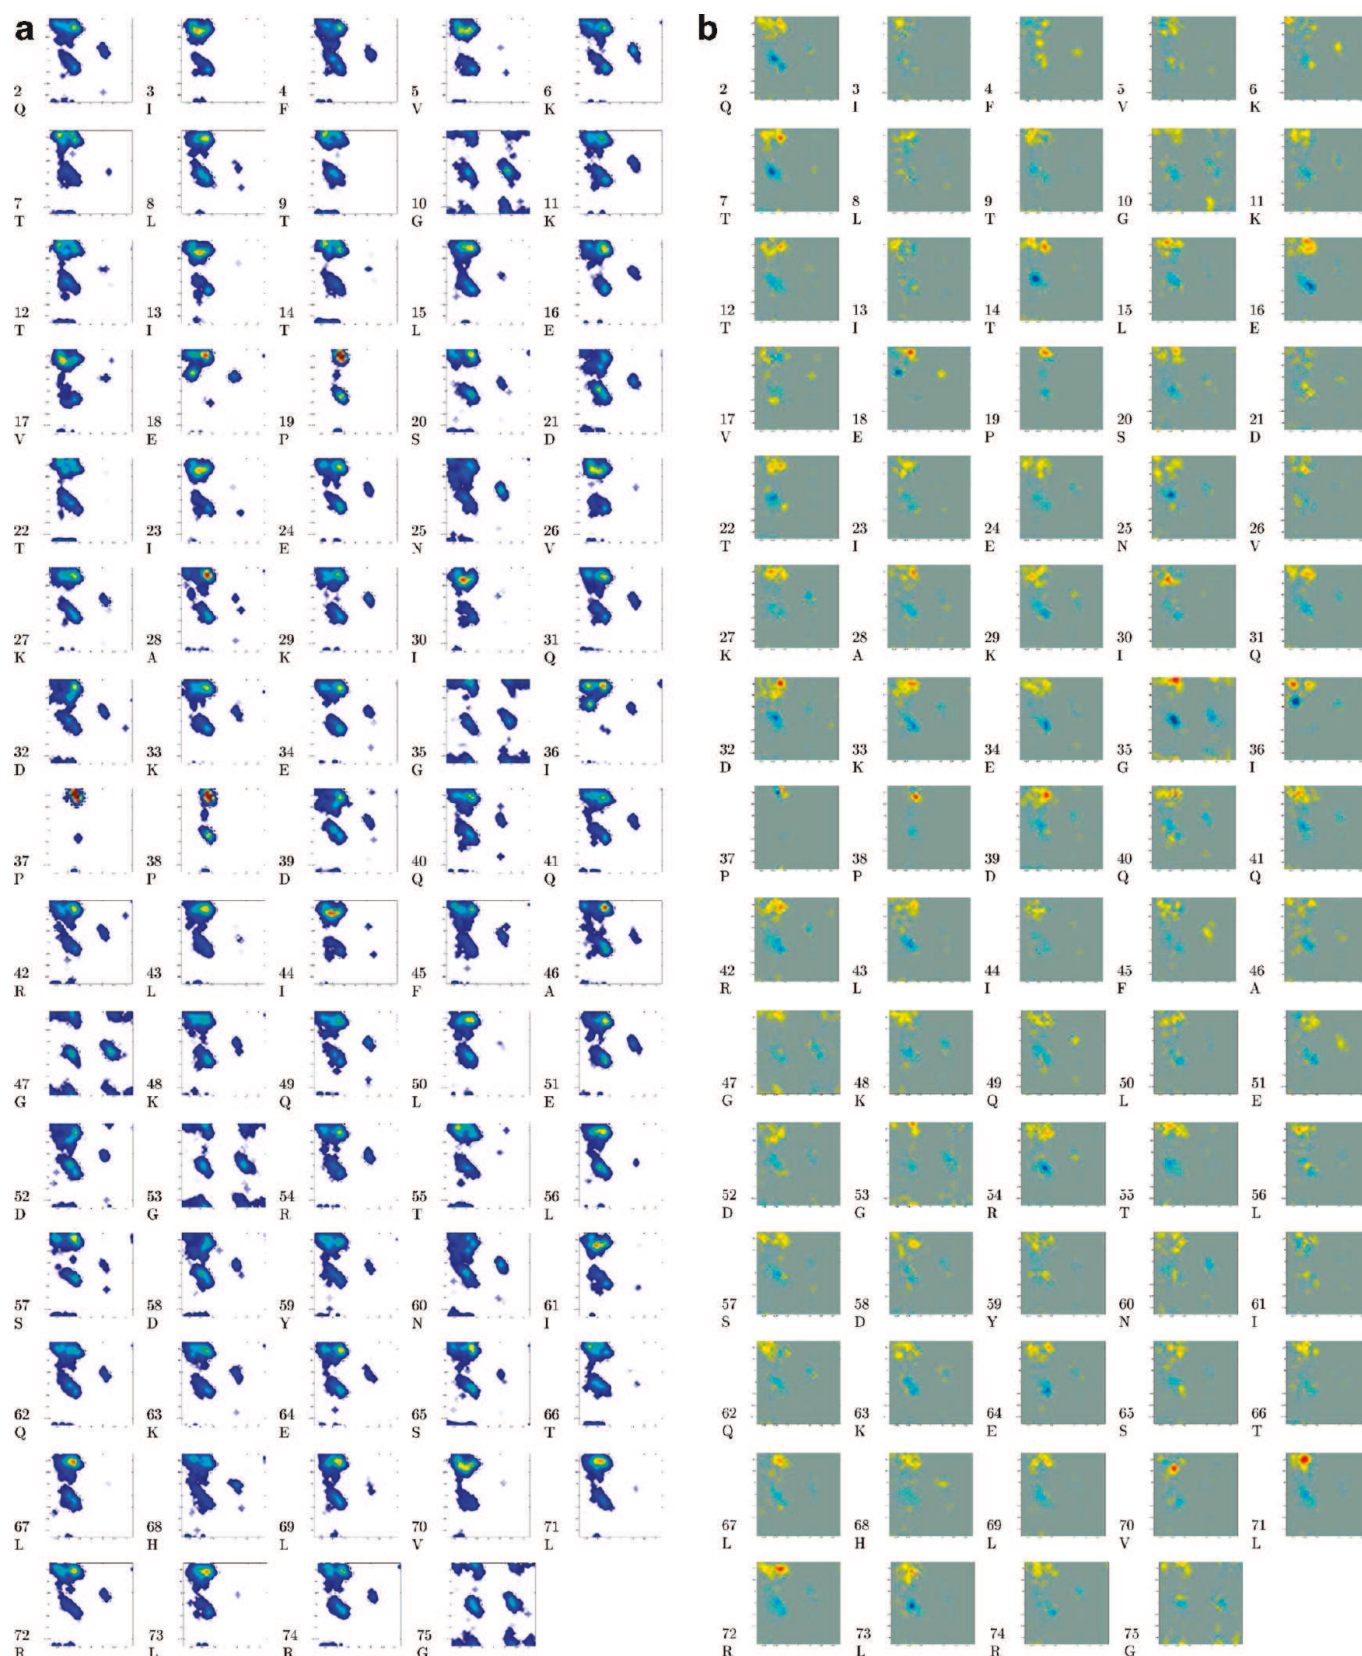 a b
2 3 4 5 6 2 3 4 5 6
Q I F V K Q I F V K
7 8 9 10 11 7 8 9 10 11
T L T G K T L T G K
12 13 14 15 16 12 13 14 15 16
T I T L E T I T L E
17 18 19 20 21 17 18 19 20 21
V E P S D V E P S D
22 23 24 25 26 22 23 24 25 26
T I E N V T I E N V
27 28 29 30 31 27 28 29 30 31
K A K I Q K A K I Q
32 33 34 35 36 32 33 34 35 36
D K E G I D K E G I
37 38 39 40 41 37 38 39 40 41
P P D Q Q P P D Q Q
42 43 44 45 46 42 43 44 45 46
R L I F A R L I F A
47 48 49 50 51 47 48 49 50 51
G K Q L E G K Q L E
52 53 54 55 56 52 53 54 55 56
D G R T L D G R T L
57 58 59 60 61 57 58 59 60 61
S D Y N I S D Y N I
62 63 64 65 66 62 63 64 65 66
Q K E S T Q K E S T
67 68 69 70 71 67 68 69 70 71
L H L V L L H L V L
72 73 74 75 72 73 74 75
R L R G R L R G